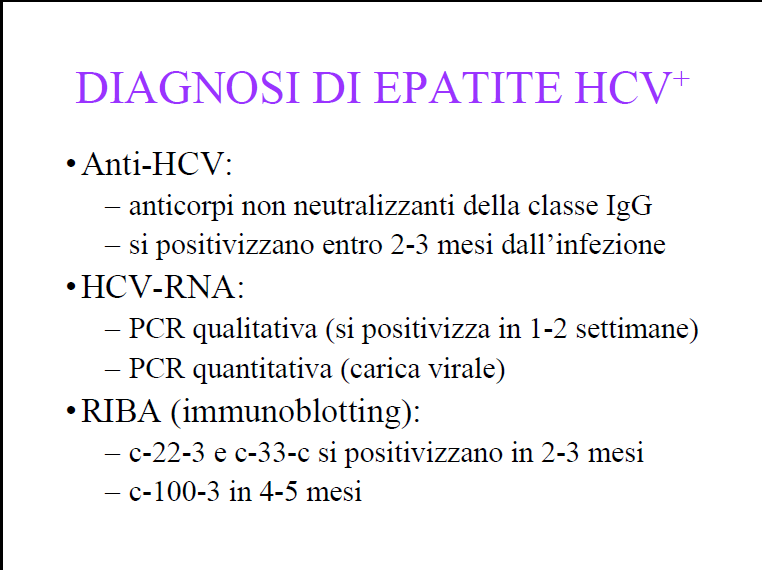 DIAGNOSI DI EPATITE HCV⁺
• Anti-HCV:
– anticorpi non neutralizzanti della classe IgG
– si positivizzano entro 2-3 mesi dall’infezione
• HCV-RNA:
– PCR qualitativa (si positivizza in 1-2 settimane)
– PCR quantitativa (carica virale)
• RIBA (immunoblotting):
– c-22-3 e c-33-c si positivizzano in 2-3 mesi
– c-100-3 in 4-5 mesi